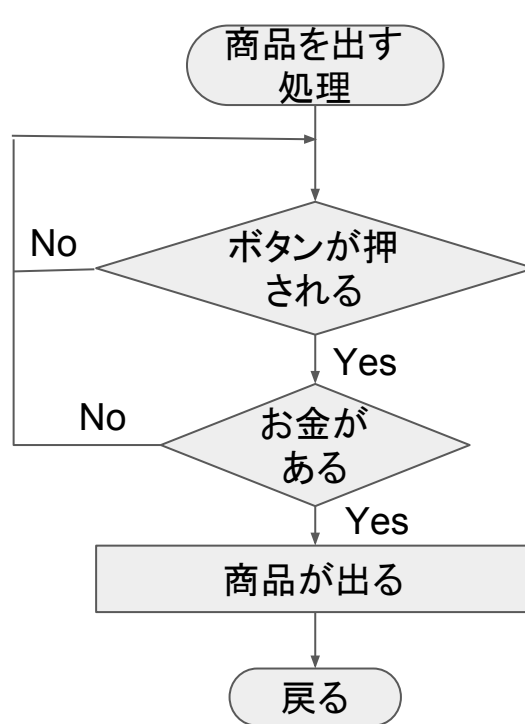 商品を出す
処理
No
ボタンが押
される
Yes
No
お金が
ある
Yes
商品が出る
戻る